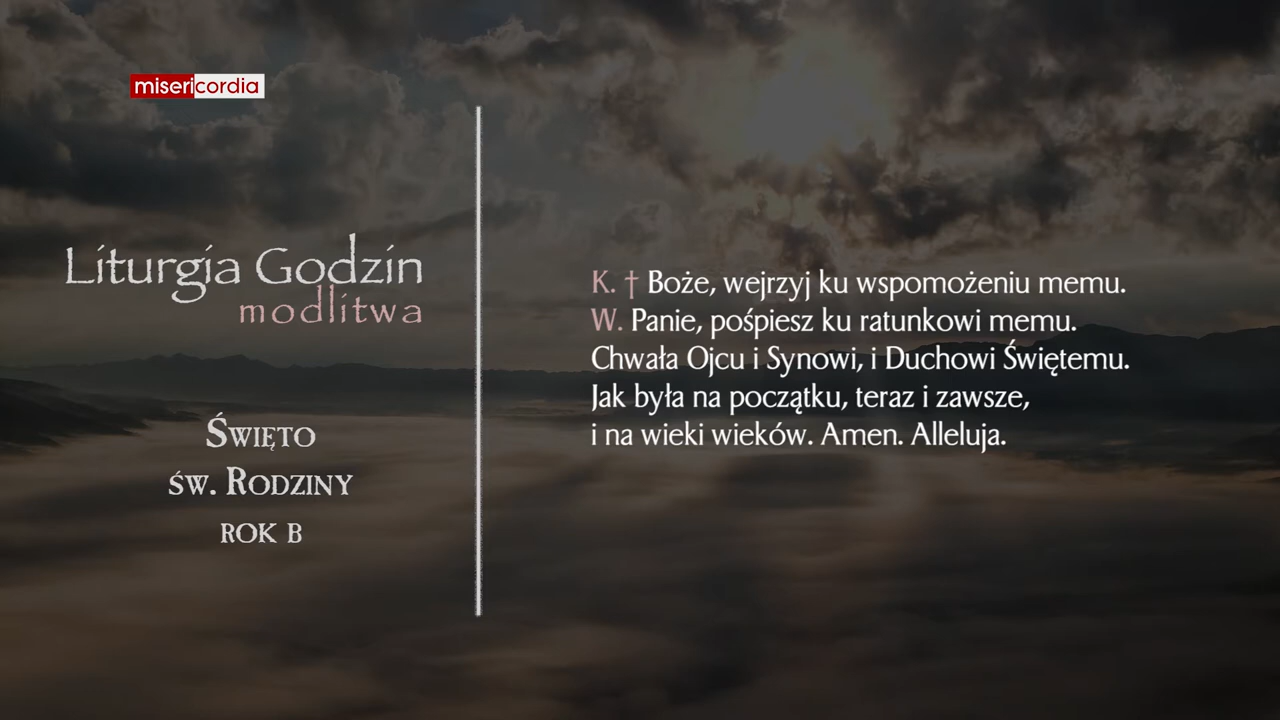 misericordia
Liturgia Godzin
modlitwa
Święto
św. Rodziny
rok B
K. † Boże, wejrzyj ku wspomożeniu memu.
W. Panie, pośpiesz ku ratunkowi memu.
Chwała Ojcu i Synowi, i Duchowi Świętemu.
Jak była na początku, teraz i zawsze,
i na wieki wieków. Amen. Alleluja.